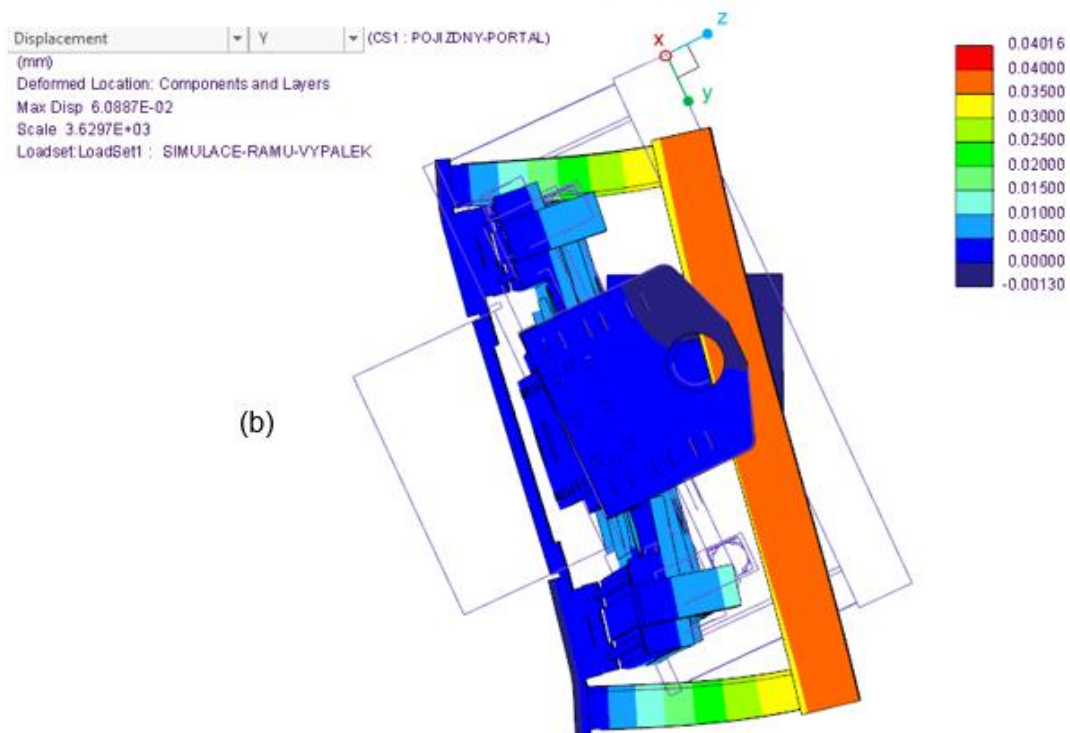 Displacement Y (CS1 : POJIZDNY-PORTAL)
(mm)
Deformed Location: Components and Layers
Max Disp 6.0887E-02
Scale 3.6297E+03
Loadset:LoadSet1 : SIMULACE-RAMU-VYPALEK
x
z
y
0.04016
0.04000
0.03500
0.03000
0.02500
0.02000
0.01500
0.01000
0.00500
0.00000
-0.00130
(b)